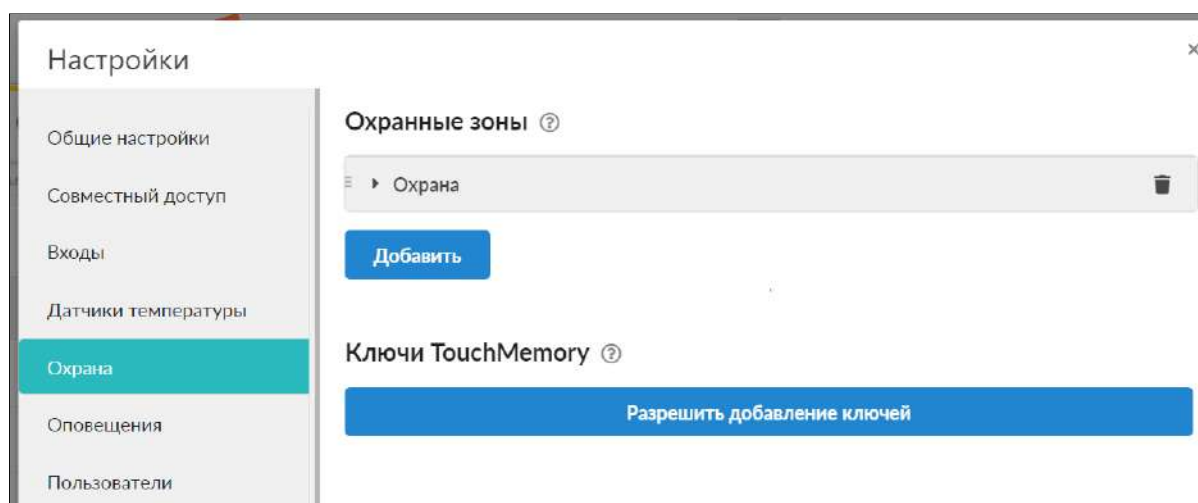 Настройки
Общие настройки
Совместный доступ
Входы
Датчики температуры
Охрана
Оповещения
Пользователи
Охранные зоны
Охрана
Добавить
Ключи TouchMemory
Разрешить добавление ключей